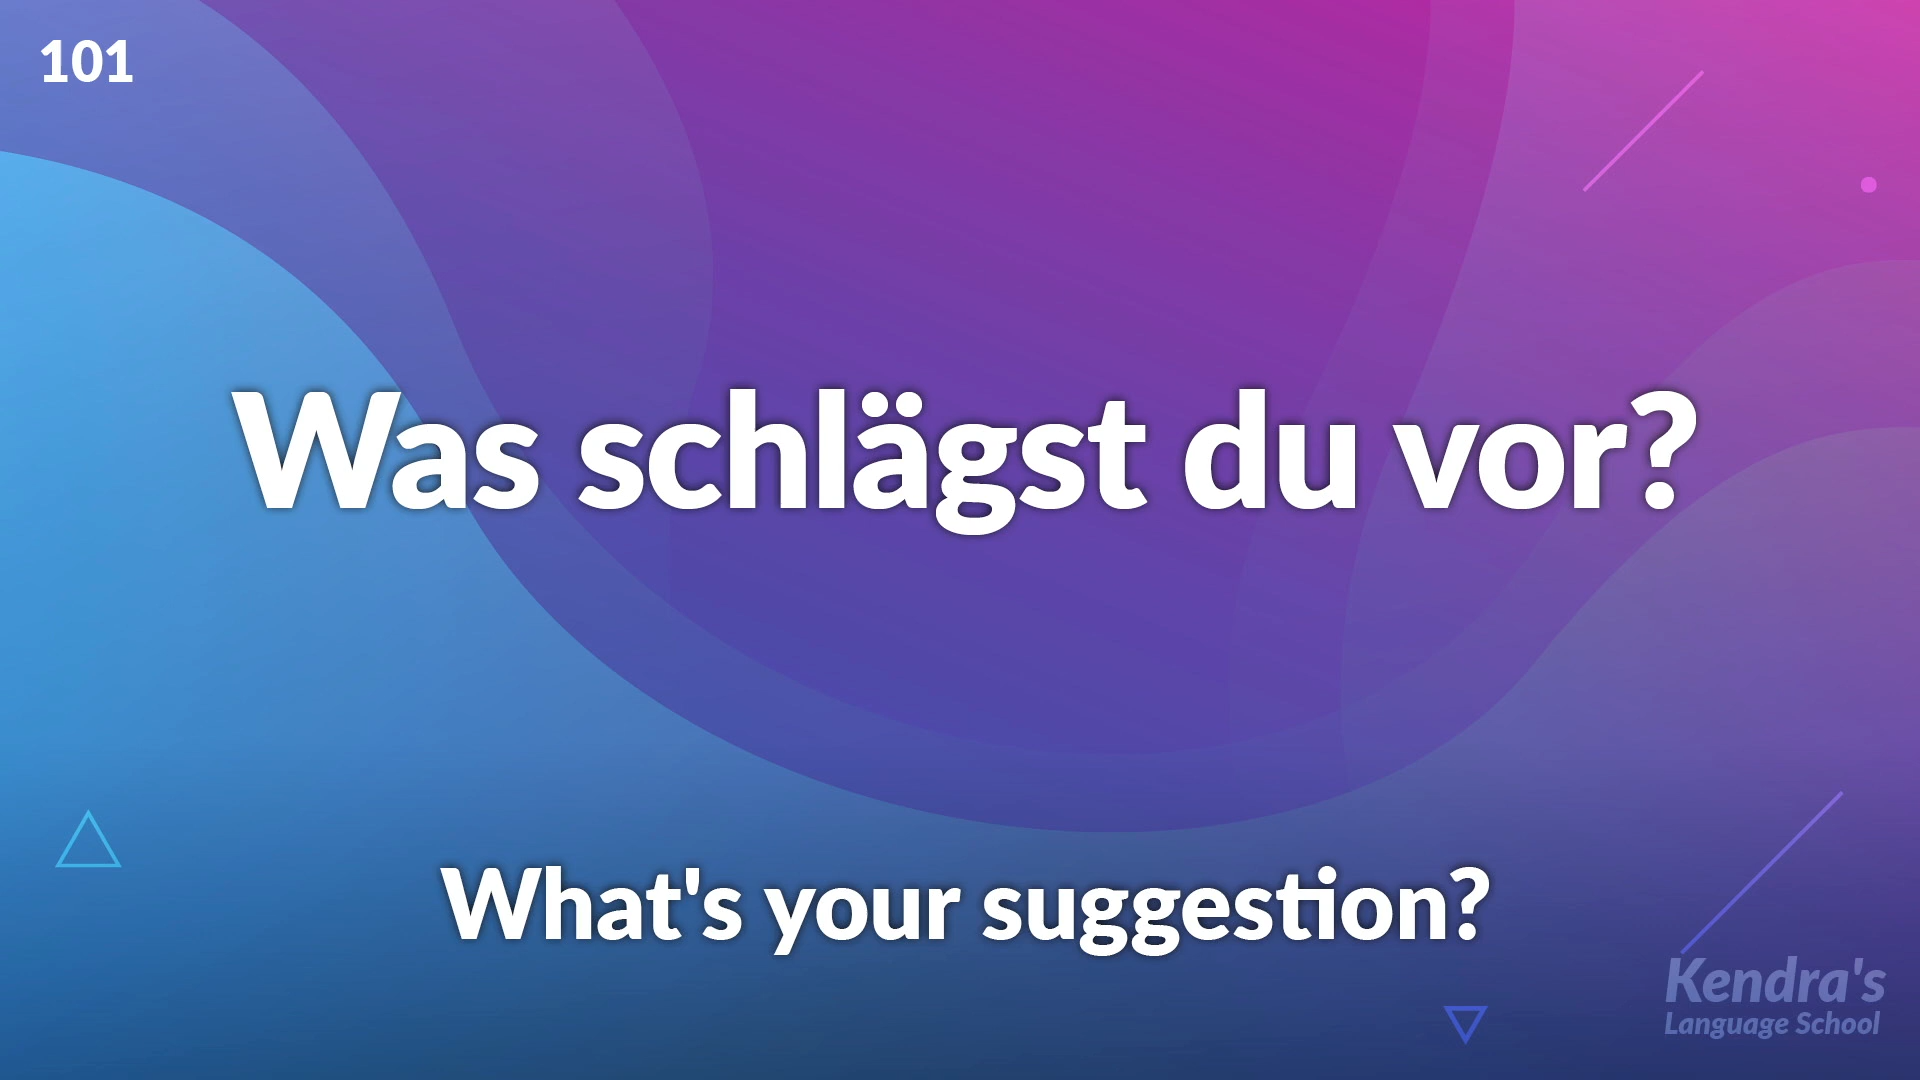 101
Was schlägst du vor?
What's your suggestion?
Kendra's
Language School